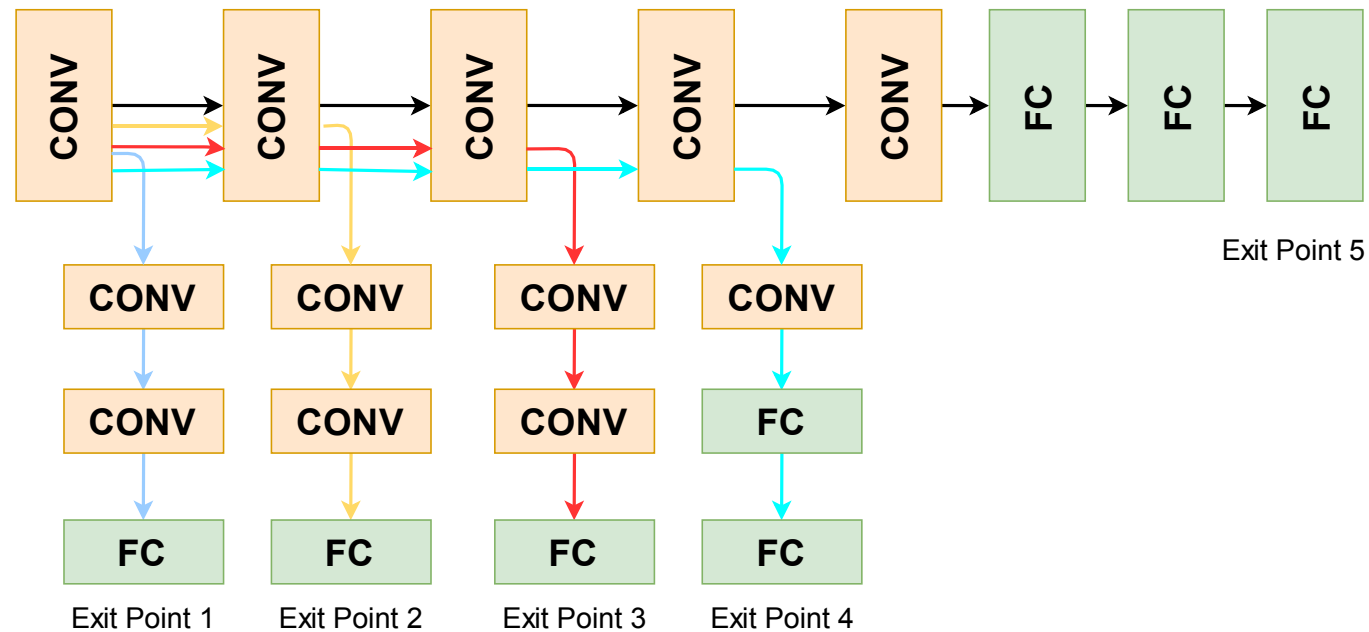 CONV
CONV
CONV
CONV
CONV
FC
FC
FC
Exit Point 5
CONV
CONV
CONV
CONV
CONV
CONV
CONV
FC
FC
FC
FC
FC
Exit Point 1
Exit Point 2
Exit Point 3
Exit Point 4